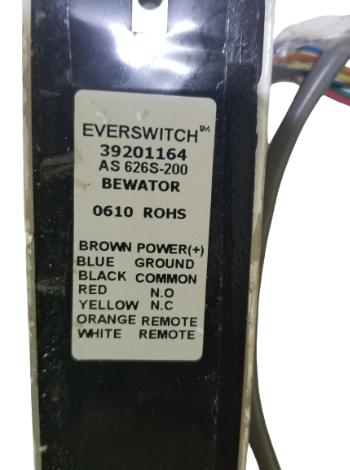 EVERSWITCH™
39201164
AS 626S-200
BEWATOR
0610 ROHS
BROWN POWER(+)
BLUE GROUND
BLACK COMMON
RED N.O
YELLOW N.C
ORANGE REMOTE
WHITE REMOTE